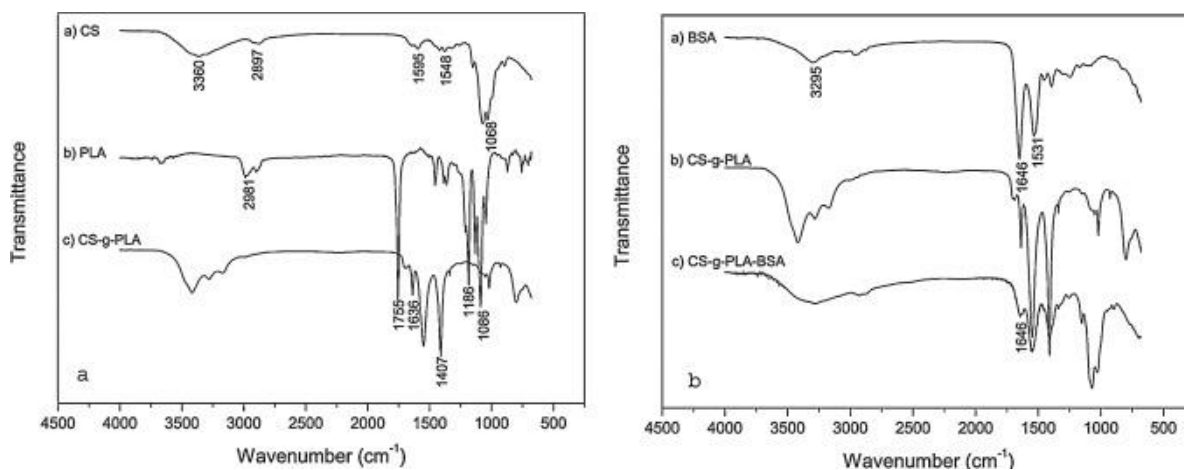 a) CS
3360
2897
1595
1548
1068
b) PLA
2981
c) CS-g-PLA
1755
1636
1407
1186
1086
a
Transmittance
4500 4000 3500 3000 2500 2000 1500 1000 500
Wavenumber (cm-1)
a) BSA
3295
1646
1531
b) CS-g-PLA
c) CS-g-PLA-BSA
1646
b
Transmittance
4500 4000 3500 3000 2500 2000 1500 1000 500
Wavenumber (cm-1)